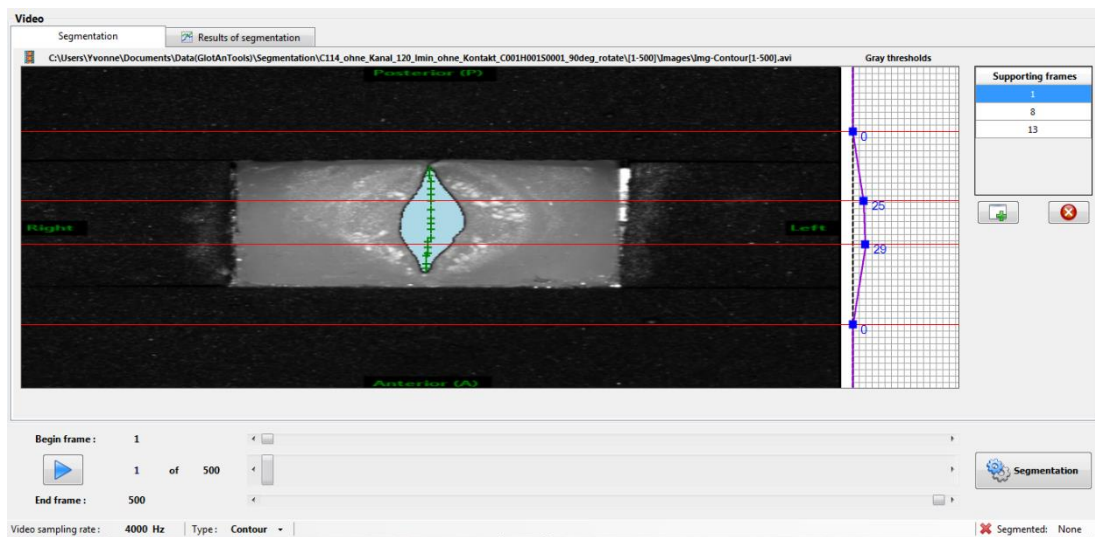 Video
Segmentation
Results of segmentation
C:\Users\Yvonne\Documents\Data(GlotAnTools)\Segmentation\C114_ohne_Kanal_120_lmin_ohne_Kontakt_C001H001S0001_90deg_rotate\[1-500]\Images\Img-Contour[1-500].avi
Gray thresholds
Supporting frames
1
8
13
Posterior (P)
0
25
Right
Left
29
0
Anterior (A)
Begin frame : 1
1 of 500
Segmentation
End frame : 500
Video sampling rate : 4000 Hz Type : Contour Segmented: None